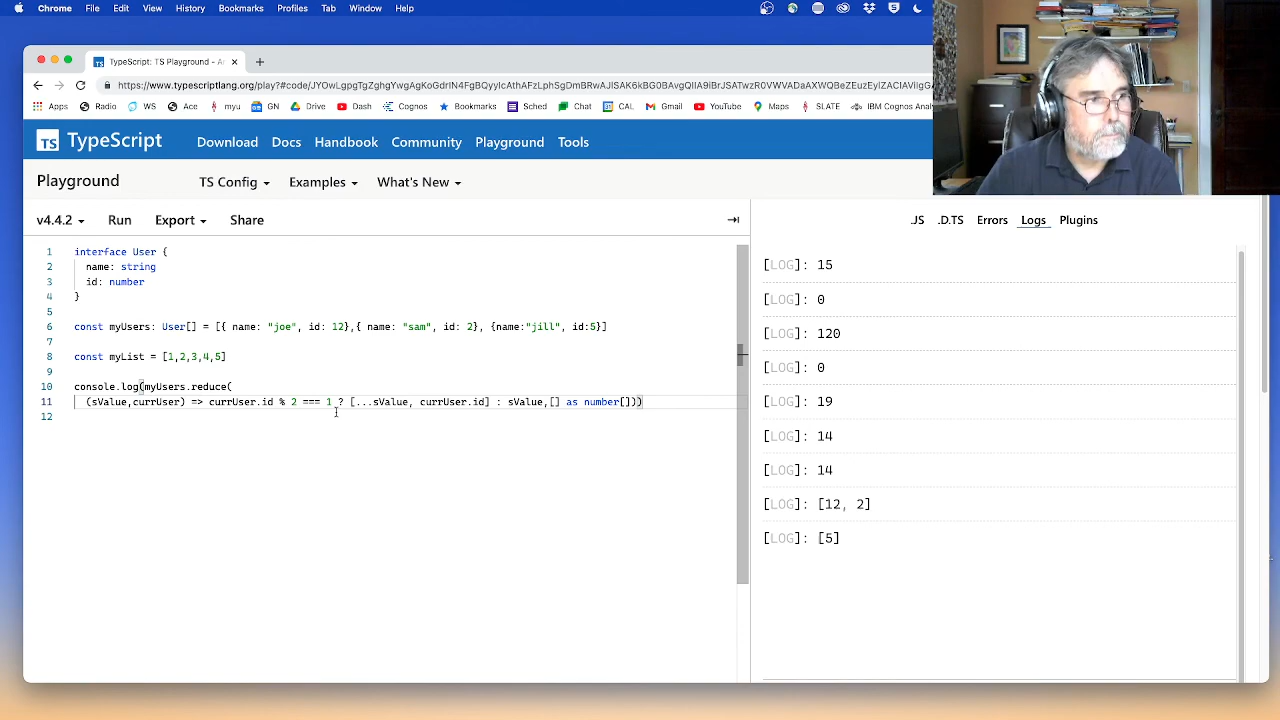 Chrome File Edit View History Bookmarks Profiles Tab Window Help
TypeScript: TS Playground - A
Apps Radio WS Ace myu GN Drive Dash Cognos Bookmarks Sched Chat CAL Gmail YouTube Maps SLATE IBM Cognos Ana
TS TypeScript Download Docs Handbook Community Playground Tools
Playground TS Config Examples What's New
v4.4.2 Run Export Share
.JS .D.TS Errors Logs Plugins
1 interface User {
2 name: string
3 id: number
4 }
5
6 const myUsers: User[] = [{ name: "joe", id: 12},{ name: "sam", id: 2}, {name:"jill", id:5}]
7
8 const myList = [1,2,3,4,5]
9
10 console.log(myUsers.reduce(
11 (sValue,currUser) => currUser.id % 2 === 1 ? [...sValue, currUser.id] : sValue,[] as number[]))
12
[LOG]: 15
[LOG]: 0
[LOG]: 120
[LOG]: 0
[LOG]: 19
[LOG]: 14
[LOG]: 14
[LOG]: [12, 2]
[LOG]: [5]